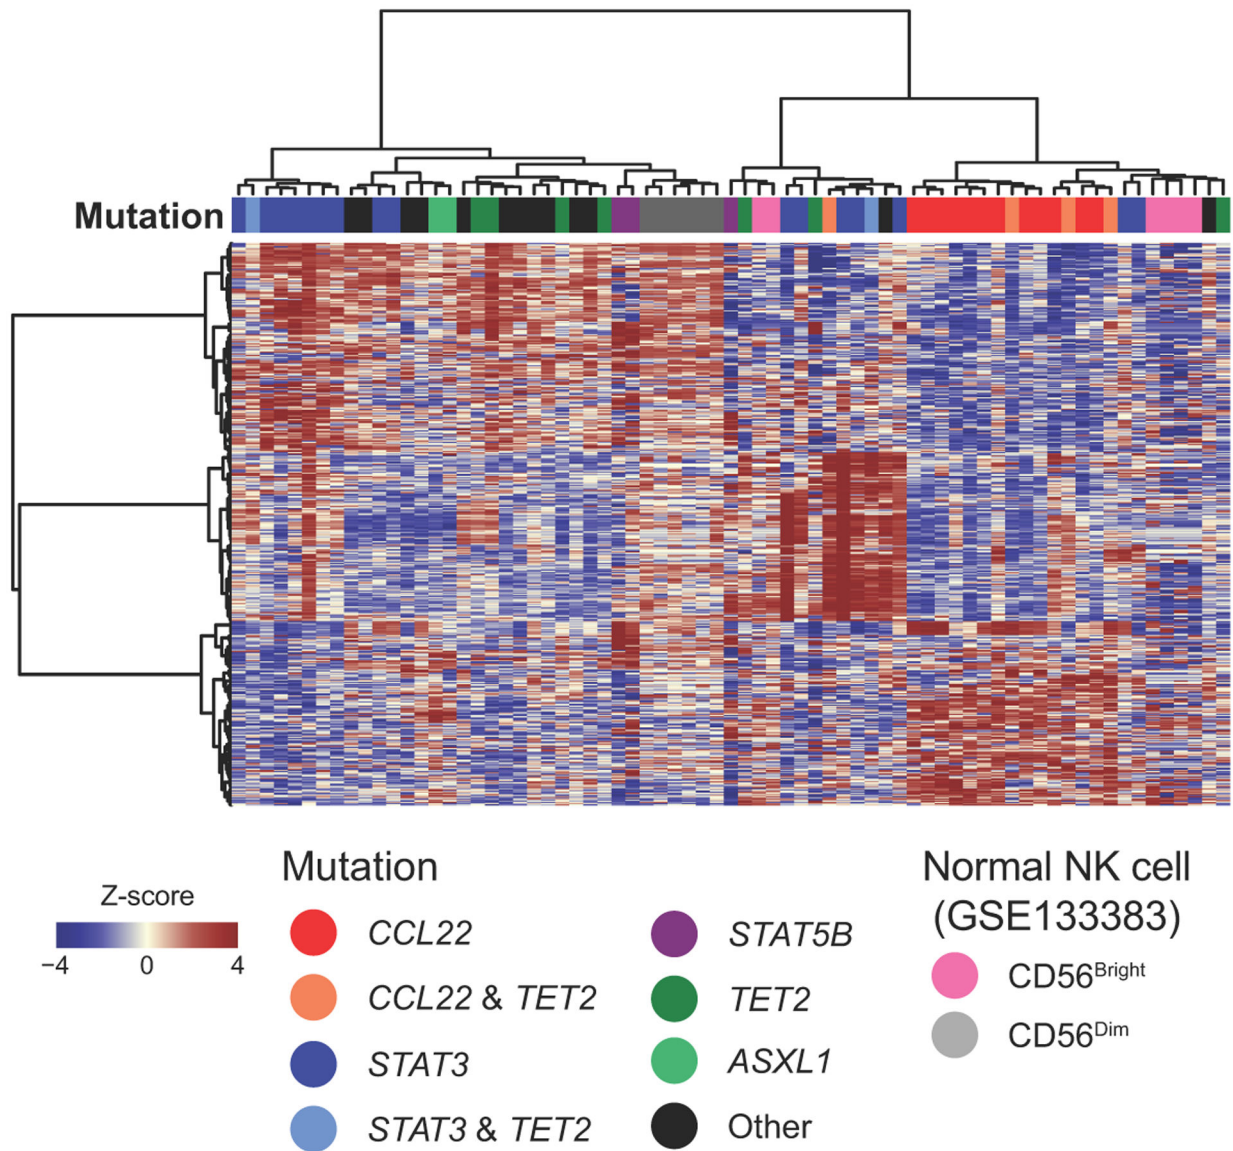 Mutation
Z-score
−4 0 4
Mutation
CCL22
CCL22 & TET2
STAT3
STAT3 & TET2
STAT5B
TET2
ASXL1
Other
Normal NK cell
(GSE133383)
CD56Bright
CD56Dim